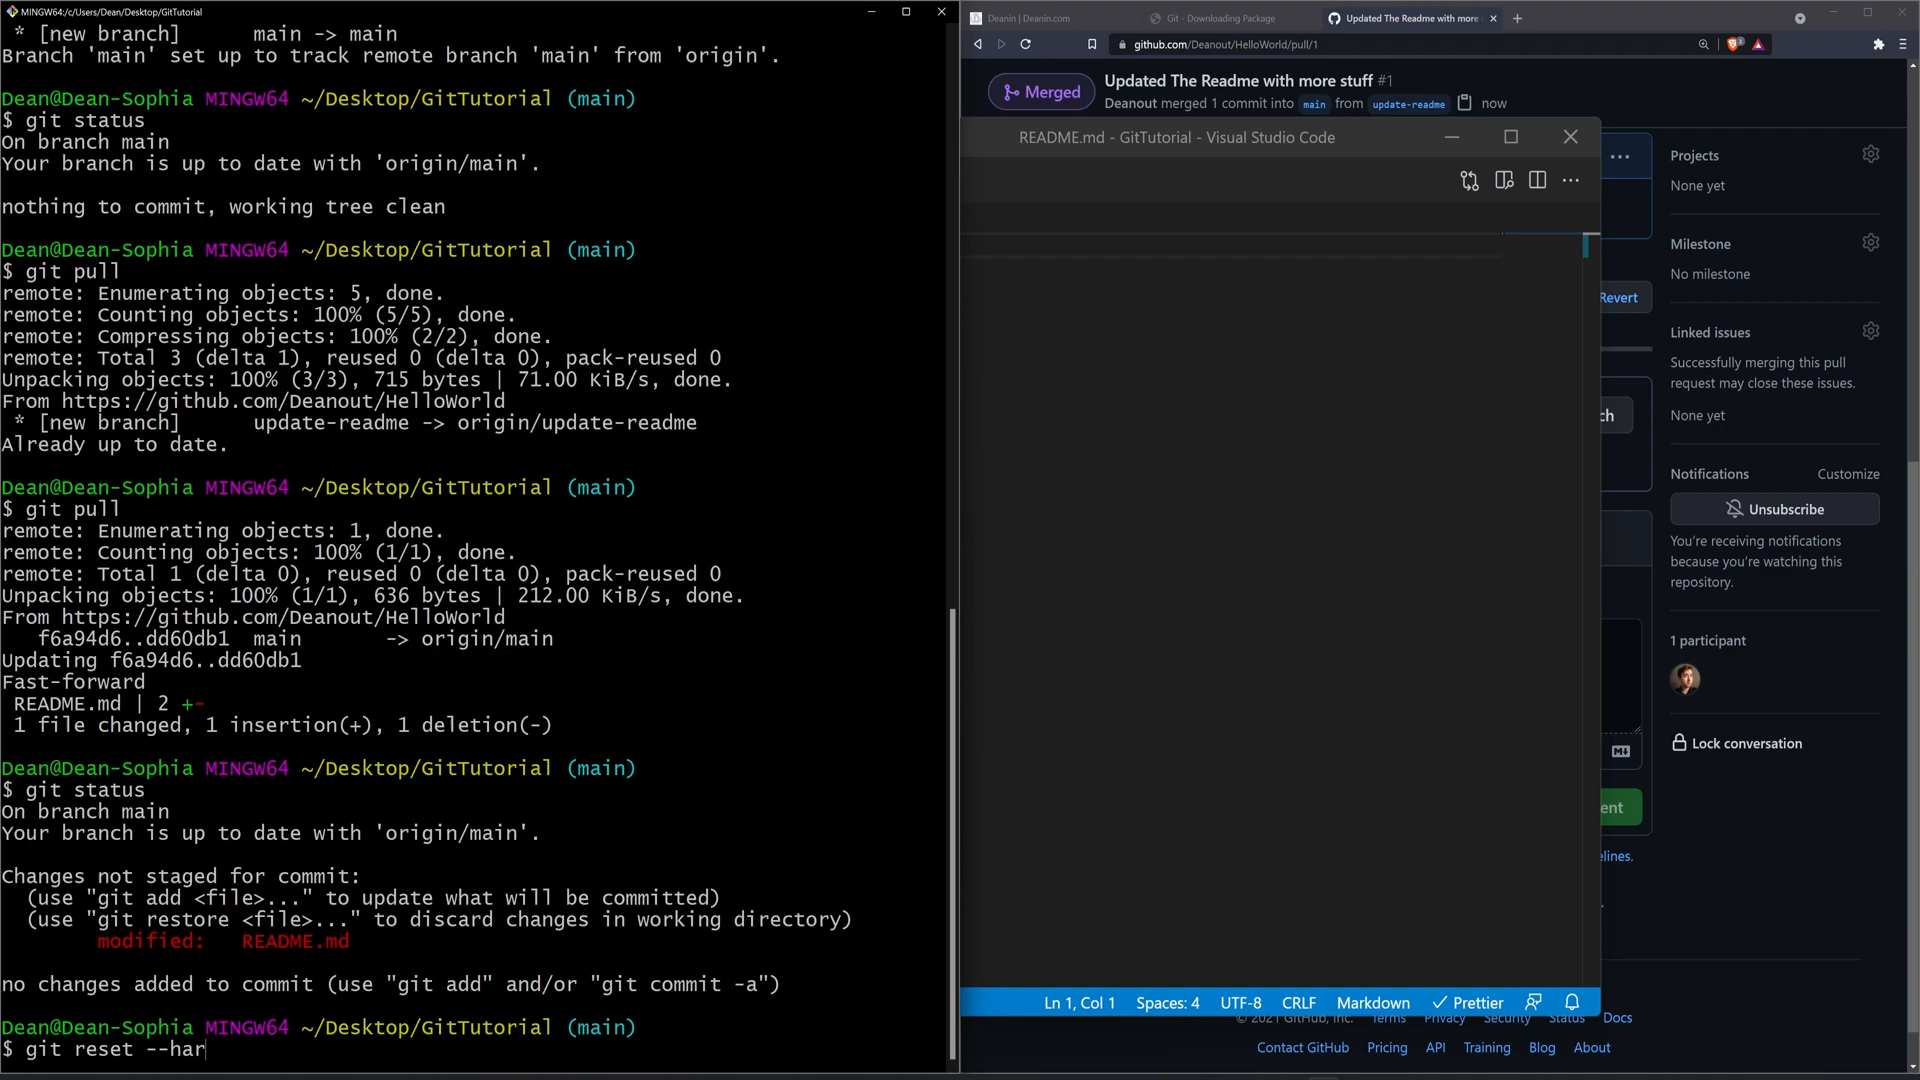 MINGW64:/c/Users/Dean/Desktop/GitTutorial
* [new branch]      main -> main
Branch 'main' set up to track remote branch 'main' from 'origin'.
Dean@Dean-Sophia MINGW64 ~/Desktop/GitTutorial (main)
$ git status
On branch main
Your branch is up to date with 'origin/main'.
nothing to commit, working tree clean
Dean@Dean-Sophia MINGW64 ~/Desktop/GitTutorial (main)
$ git pull
remote: Enumerating objects: 5, done.
remote: Counting objects: 100% (5/5), done.
remote: Compressing objects: 100% (2/2), done.
remote: Total 3 (delta 1), reused 0 (delta 0), pack-reused 0
Unpacking objects: 100% (3/3), 715 bytes | 71.00 KiB/s, done.
From https://github.com/Deanout/HelloWorld
* [new branch]      update-readme -> origin/update-readme
Already up to date.
Dean@Dean-Sophia MINGW64 ~/Desktop/GitTutorial (main)
$ git pull
remote: Enumerating objects: 1, done.
remote: Counting objects: 100% (1/1), done.
remote: Total 1 (delta 0), reused 0 (delta 0), pack-reused 0
Unpacking objects: 100% (1/1), 636 bytes | 212.00 KiB/s, done.
From https://github.com/Deanout/HelloWorld
f6a94d6..dd60db1  main       -> origin/main
Updating f6a94d6..dd60db1
Fast-forward
README.md | 2 +-
1 file changed, 1 insertion(+), 1 deletion(-)
Dean@Dean-Sophia MINGW64 ~/Desktop/GitTutorial (main)
$ git status
On branch main
Your branch is up to date with 'origin/main'.
Changes not staged for commit:
(use "git add <file>..." to update what will be committed)
(use "git restore <file>..." to discard changes in working directory)
modified:   README.md
no changes added to commit (use "git add" and/or "git commit -a")
Dean@Dean-Sophia MINGW64 ~/Desktop/GitTutorial (main)
$ git reset --har
Deanin | Deanin.com
Git - Downloading Package
Updated The Readme with more
github.com/Deanout/HelloWorld/pull/1
Merged
Updated The Readme with more stuff #1
Deanout merged 1 commit into main from update-readme now
README.md - GitTutorial - Visual Studio Code
Ln 1, Col 1
Spaces: 4
UTF-8
CRLF
Markdown
Prettier
Revert
ch
ent
elines.
Projects
None yet
Milestone
No milestone
Linked issues
Successfully merging this pull
request may close these issues.
None yet
Notifications
Customize
Unsubscribe
You're receiving notifications
because you're watching this
repository.
1 participant
Lock conversation
© 2021 GitHub, Inc.
Terms
Privacy
Security
Status
Docs
Contact GitHub
Pricing
API
Training
Blog
About